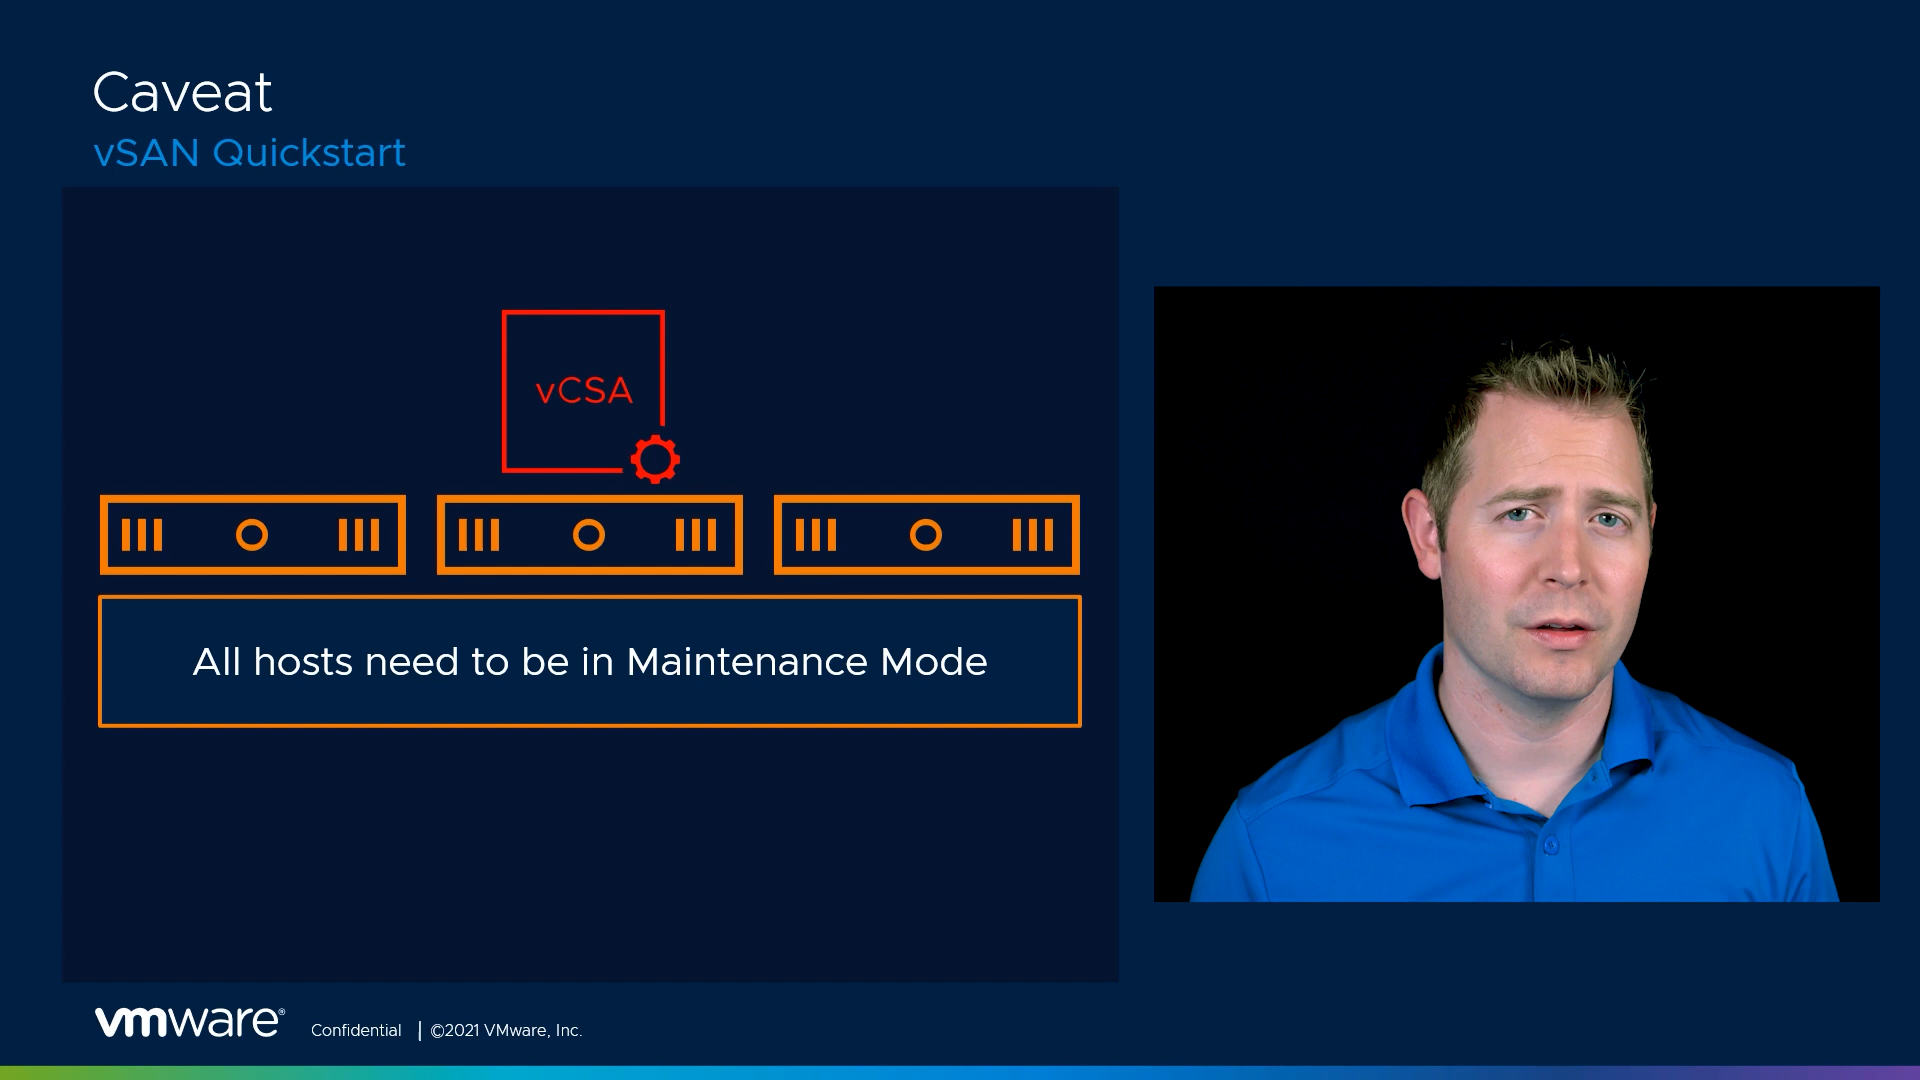 Caveat
vSAN Quickstart
vCSA
All hosts need to be in Maintenance Mode
vmware® Confidential | ©2021 VMware, Inc.